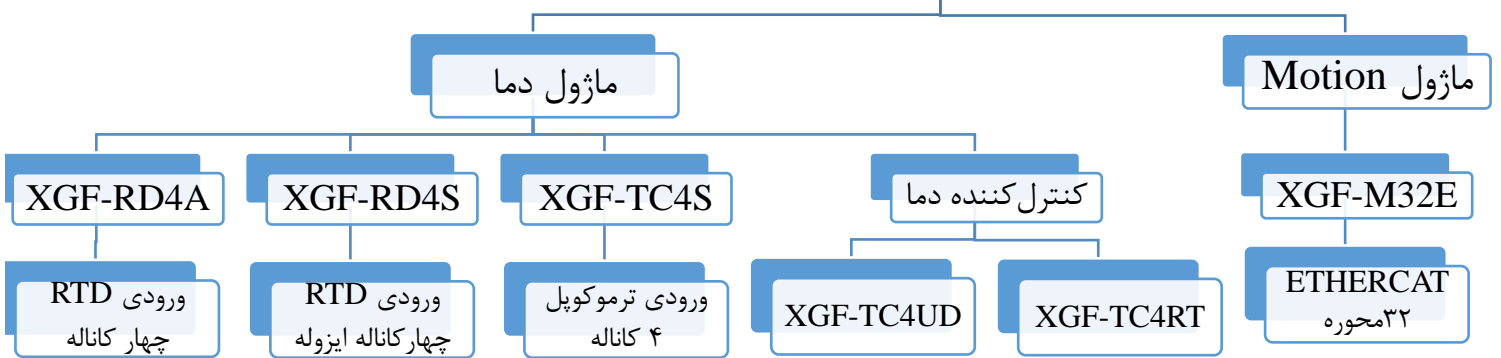 ماژول دما
ماژول Motion
XGF-RD4A
XGF-RD4S
XGF-TC4S
کنترل‌کننده دما
XGF-M32E
ورودی RTD
چهار کاناله
ورودی RTD
چهارکاناله ایزوله
ورودی ترموکوپل
۴ کاناله
XGF-TC4UD
XGF-TC4RT
ETHERCAT
۳۲محوره